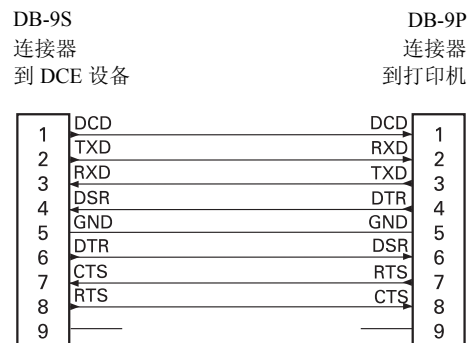 DB-9S DB-9P
连接器 连接器
到 DCE 设备 到打印机
1 DCD DCD 1
2 TXD RXD 2
3 RXD TXD 3
4 DSR DTR 4
5 GND GND 5
6 DTR DSR 6
7 CTS RTS 7
8 RTS CTS 8
9 9